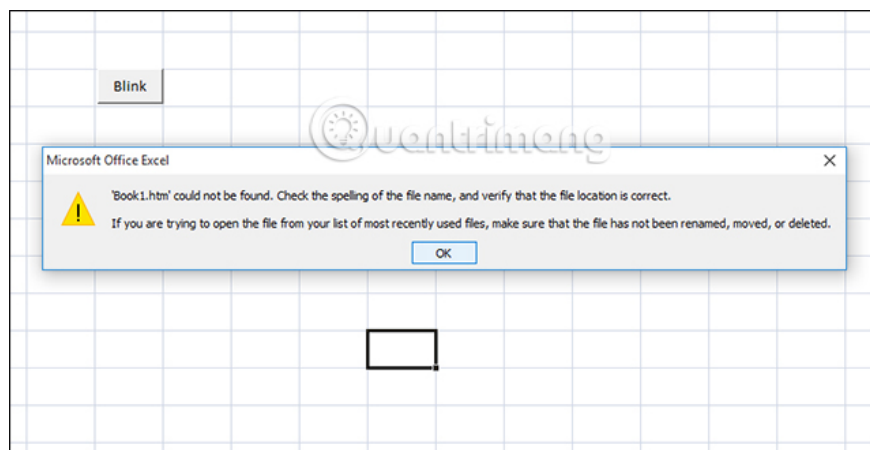 Blink
Quantrimang
Microsoft Office Excel
'Book1.htm' could not be found. Check the spelling of the file name, and verify that the file location is correct.
If you are trying to open the file from your list of most recently used files, make sure that the file has not been renamed, moved, or deleted.
OK